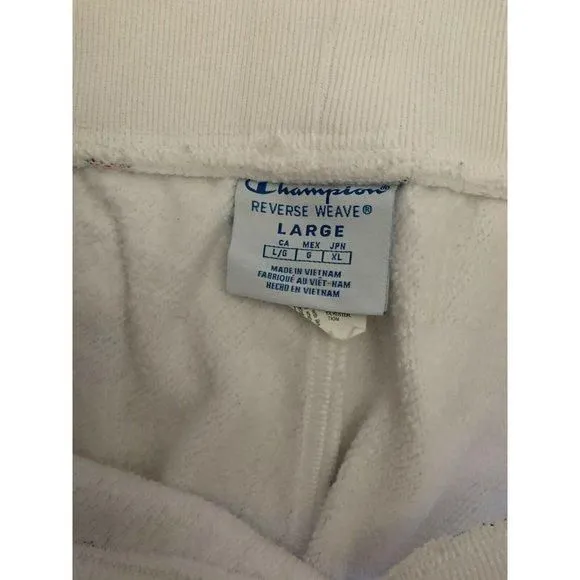 Champion®
REVERSE WEAVE®
LARGE
CA MEX JPN
L/G G XL
MADE IN VIETNAM
FABRIQUÉ AU VIÊT-NAM
HECHO EN VIETNAM